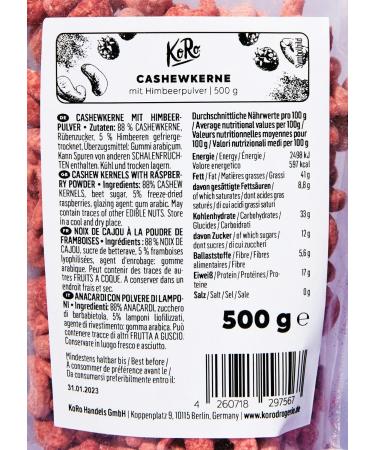 KoRo
CASHEWKERNE
mit Himbeerpulver | 500 g
DE CASHEWKERNE MIT HIMBEER-
PULVER • Zutaten: 88 % CASHEWKERNE,
Rübenzucker, 5 % Himbeeren gefrierge-
trocknet, Überzugsmittel: Gummi arabicum.
Kann Spuren von anderen SCHALENFRÜCH-
TEN enthalten. Kühl und trocken lagern.
EN CASHEW KERNELS WITH RASPBER-
RY POWDER • Ingredients: 88% CASHEW
KERNELS, beet sugar, 5% freeze-dried
raspberries, glazing agent: gum arabic. May
contain traces of other EDIBLE NUTS. Store
in a cool and dry place.
FR NOIX DE CAJOU À LA POUDRE DE
FRAMBOISES • Ingrédients : 88 % NOIX DE
CAJOU, sucre de betterave, 5 % framboises
lyophilisées, agent d'enrobage: gomme
arabique. Peut contenir des traces de au-
tres FRUITS A COQUE. A conserver dans un
endroit frais et sec.
IT ANACARDI CON POLVERE DI LAMPO-
NI • Ingredienti: 88% ANACARDI, zucchero
di barbabietola, 5% lamponi liofilizzati,
agente di rivestimento: gomma arabica. Può
contenere tracce di altri FRUTTA A GUSCIO.
Conservare in luogo fresco e asciutto.
Mindestens haltbar bis / Best before /
A consommer de préférence avant le /
Da consumarsi preferibilmente entro il:
31.01.2023
Durchschnittliche Nährwerte pro 100 g
/ Average nutritional values per 100g /
Valeurs nutritionnelles moyennes pour
100g / Valori nutrizionali medi per 100g
Energie / Energy / Énergie / 2498 kJ
Valore energetico 597 kcal
Fett / Fat / Matières grasses / Grassi 41 g
davon gesättigte Fettsäuren / 8,8 g
of which saturates / dont acides gras
saturés / di cui acidi grassi saturi
Kohlenhydrate / Carbohydrates / 33 g
Glucides / Carboidrati
davon Zucker / of which sugars / 12 g
dont sucres / di cui zuccheri
Ballaststoffe / Fibre / Fibres 5,6 g
alimentaires / Fibre
Eiweiß / Protein / Protéines / Pro- 17 g
teine
Salz / Salt / Sel / Sale 0 g
500 g e
4 260718 297567
KoRo Handels GmbH | Koppenplatz 9, 10115 Berlin, Germany | www.korodrogerie.de